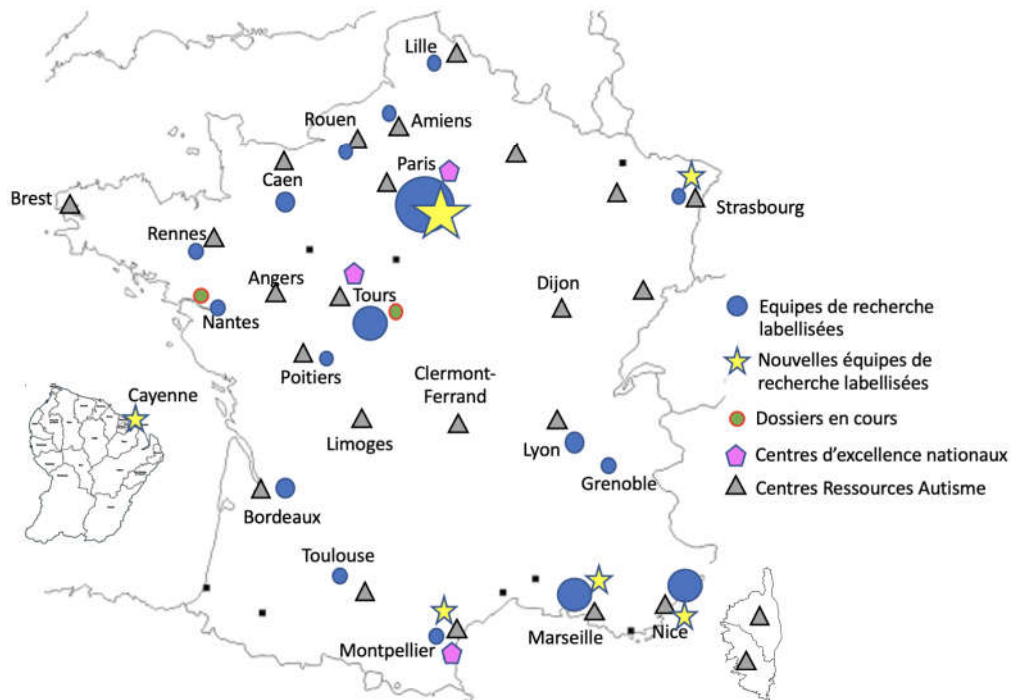 Lille
Rouen
Amiens
Paris
Caen
Brest
Strasbourg
Rennes
Angers
Tours
Dijon
Nantes
Poitiers
Clermont-
Ferrand
Cayenne
Limoges
Lyon
Grenoble
Bordeaux
Toulouse
Montpellier
Marseille
Nice
Equipes de recherche
labellisées
Nouvelles équipes de
recherche labellisées
Dossiers en cours
Centres d'excellence nationaux
Centres Ressources Autisme